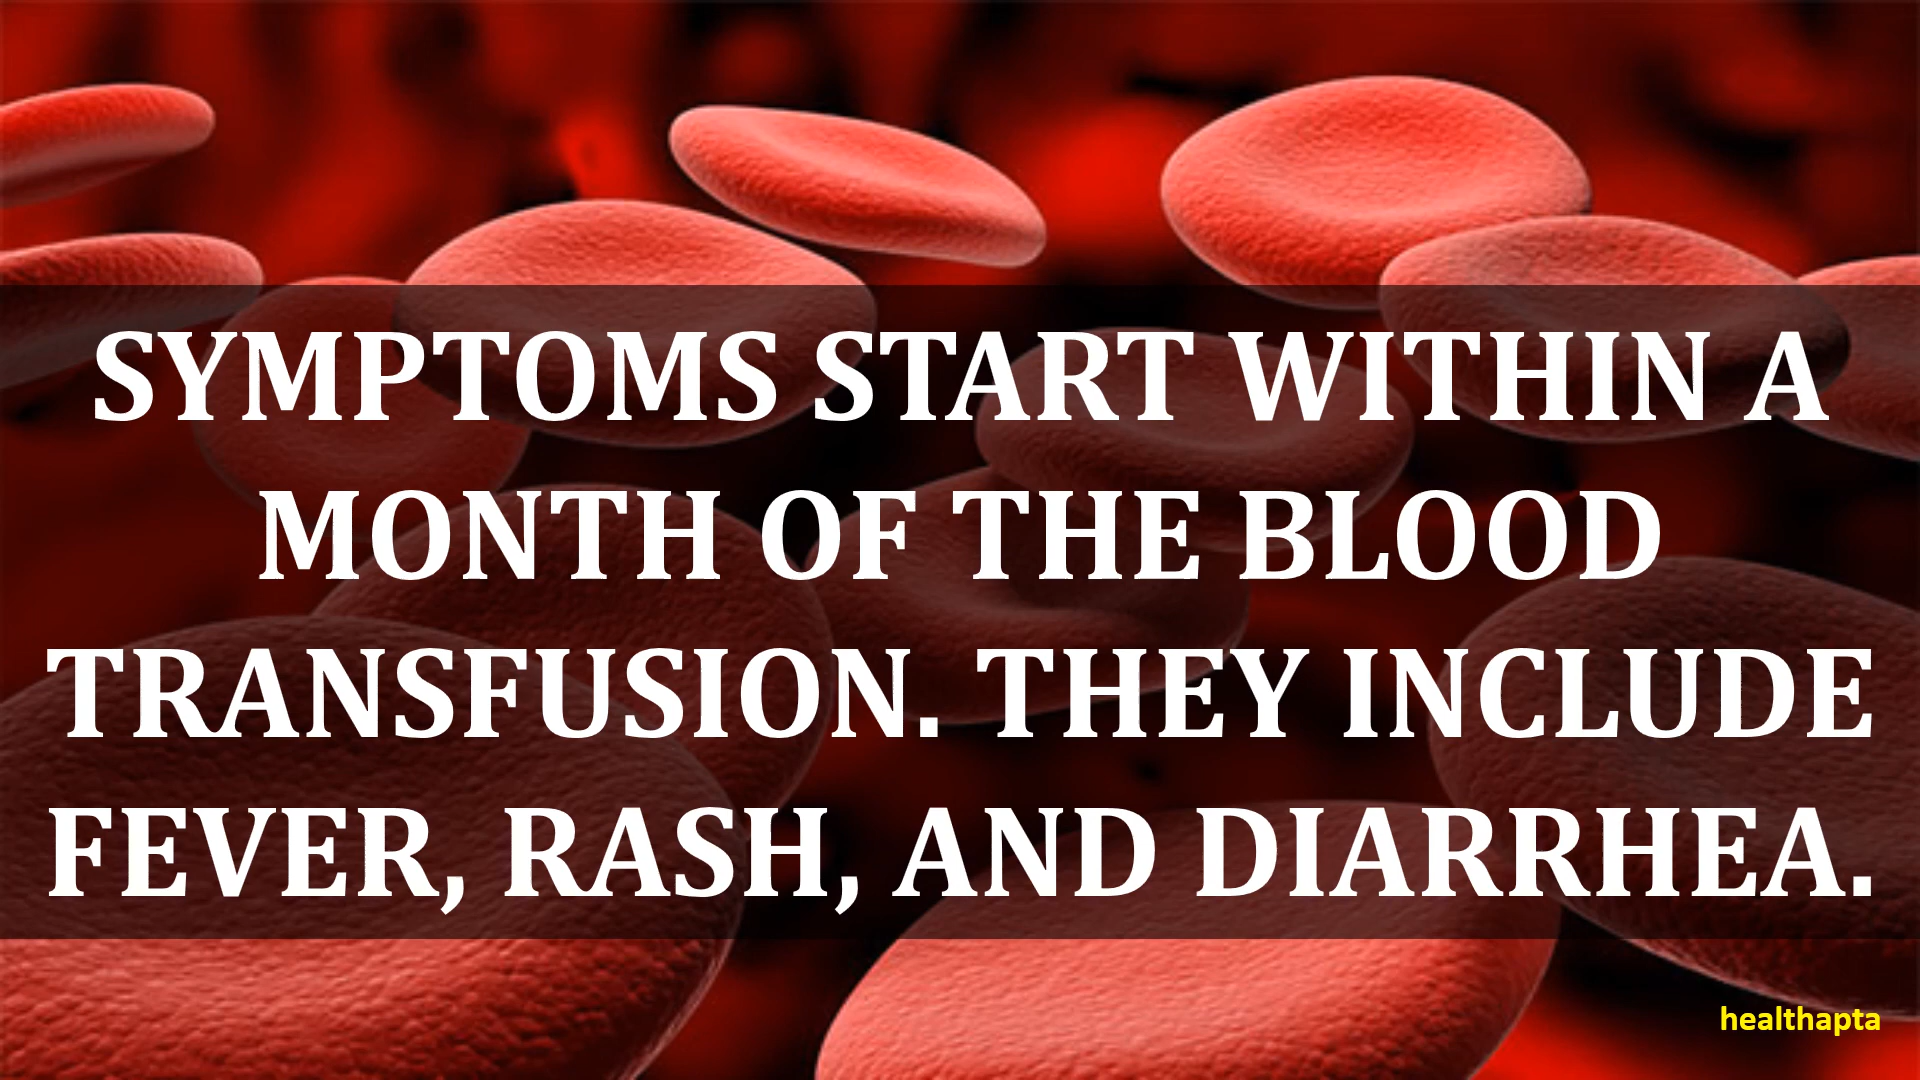 SYMPTOMS START WITHIN A
MONTH OF THE BLOOD
TRANSFUSION. THEY INCLUDE
FEVER, RASH, AND DIARRHEA.
healthapta